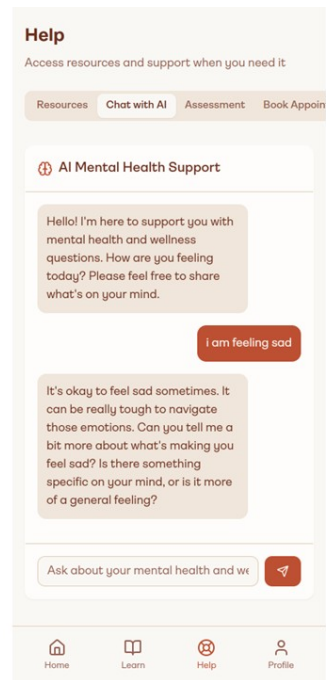 Help
Access resources and support when you need it
Resources Chat with AI Assessment Book Appoin
AI Mental Health Support
Hello! I'm here to support you with
mental health and wellness
questions. How are you feeling
today? Please feel free to share
what's on your mind.
i am feeling sad
It's okay to feel sad sometimes. It
can be really tough to navigate
those emotions. Can you tell me a
bit more about what's making you
feel sad? Is there something
specific on your mind, or is it more
of a general feeling?
Ask about your mental health and we
Home Learn Help Profile